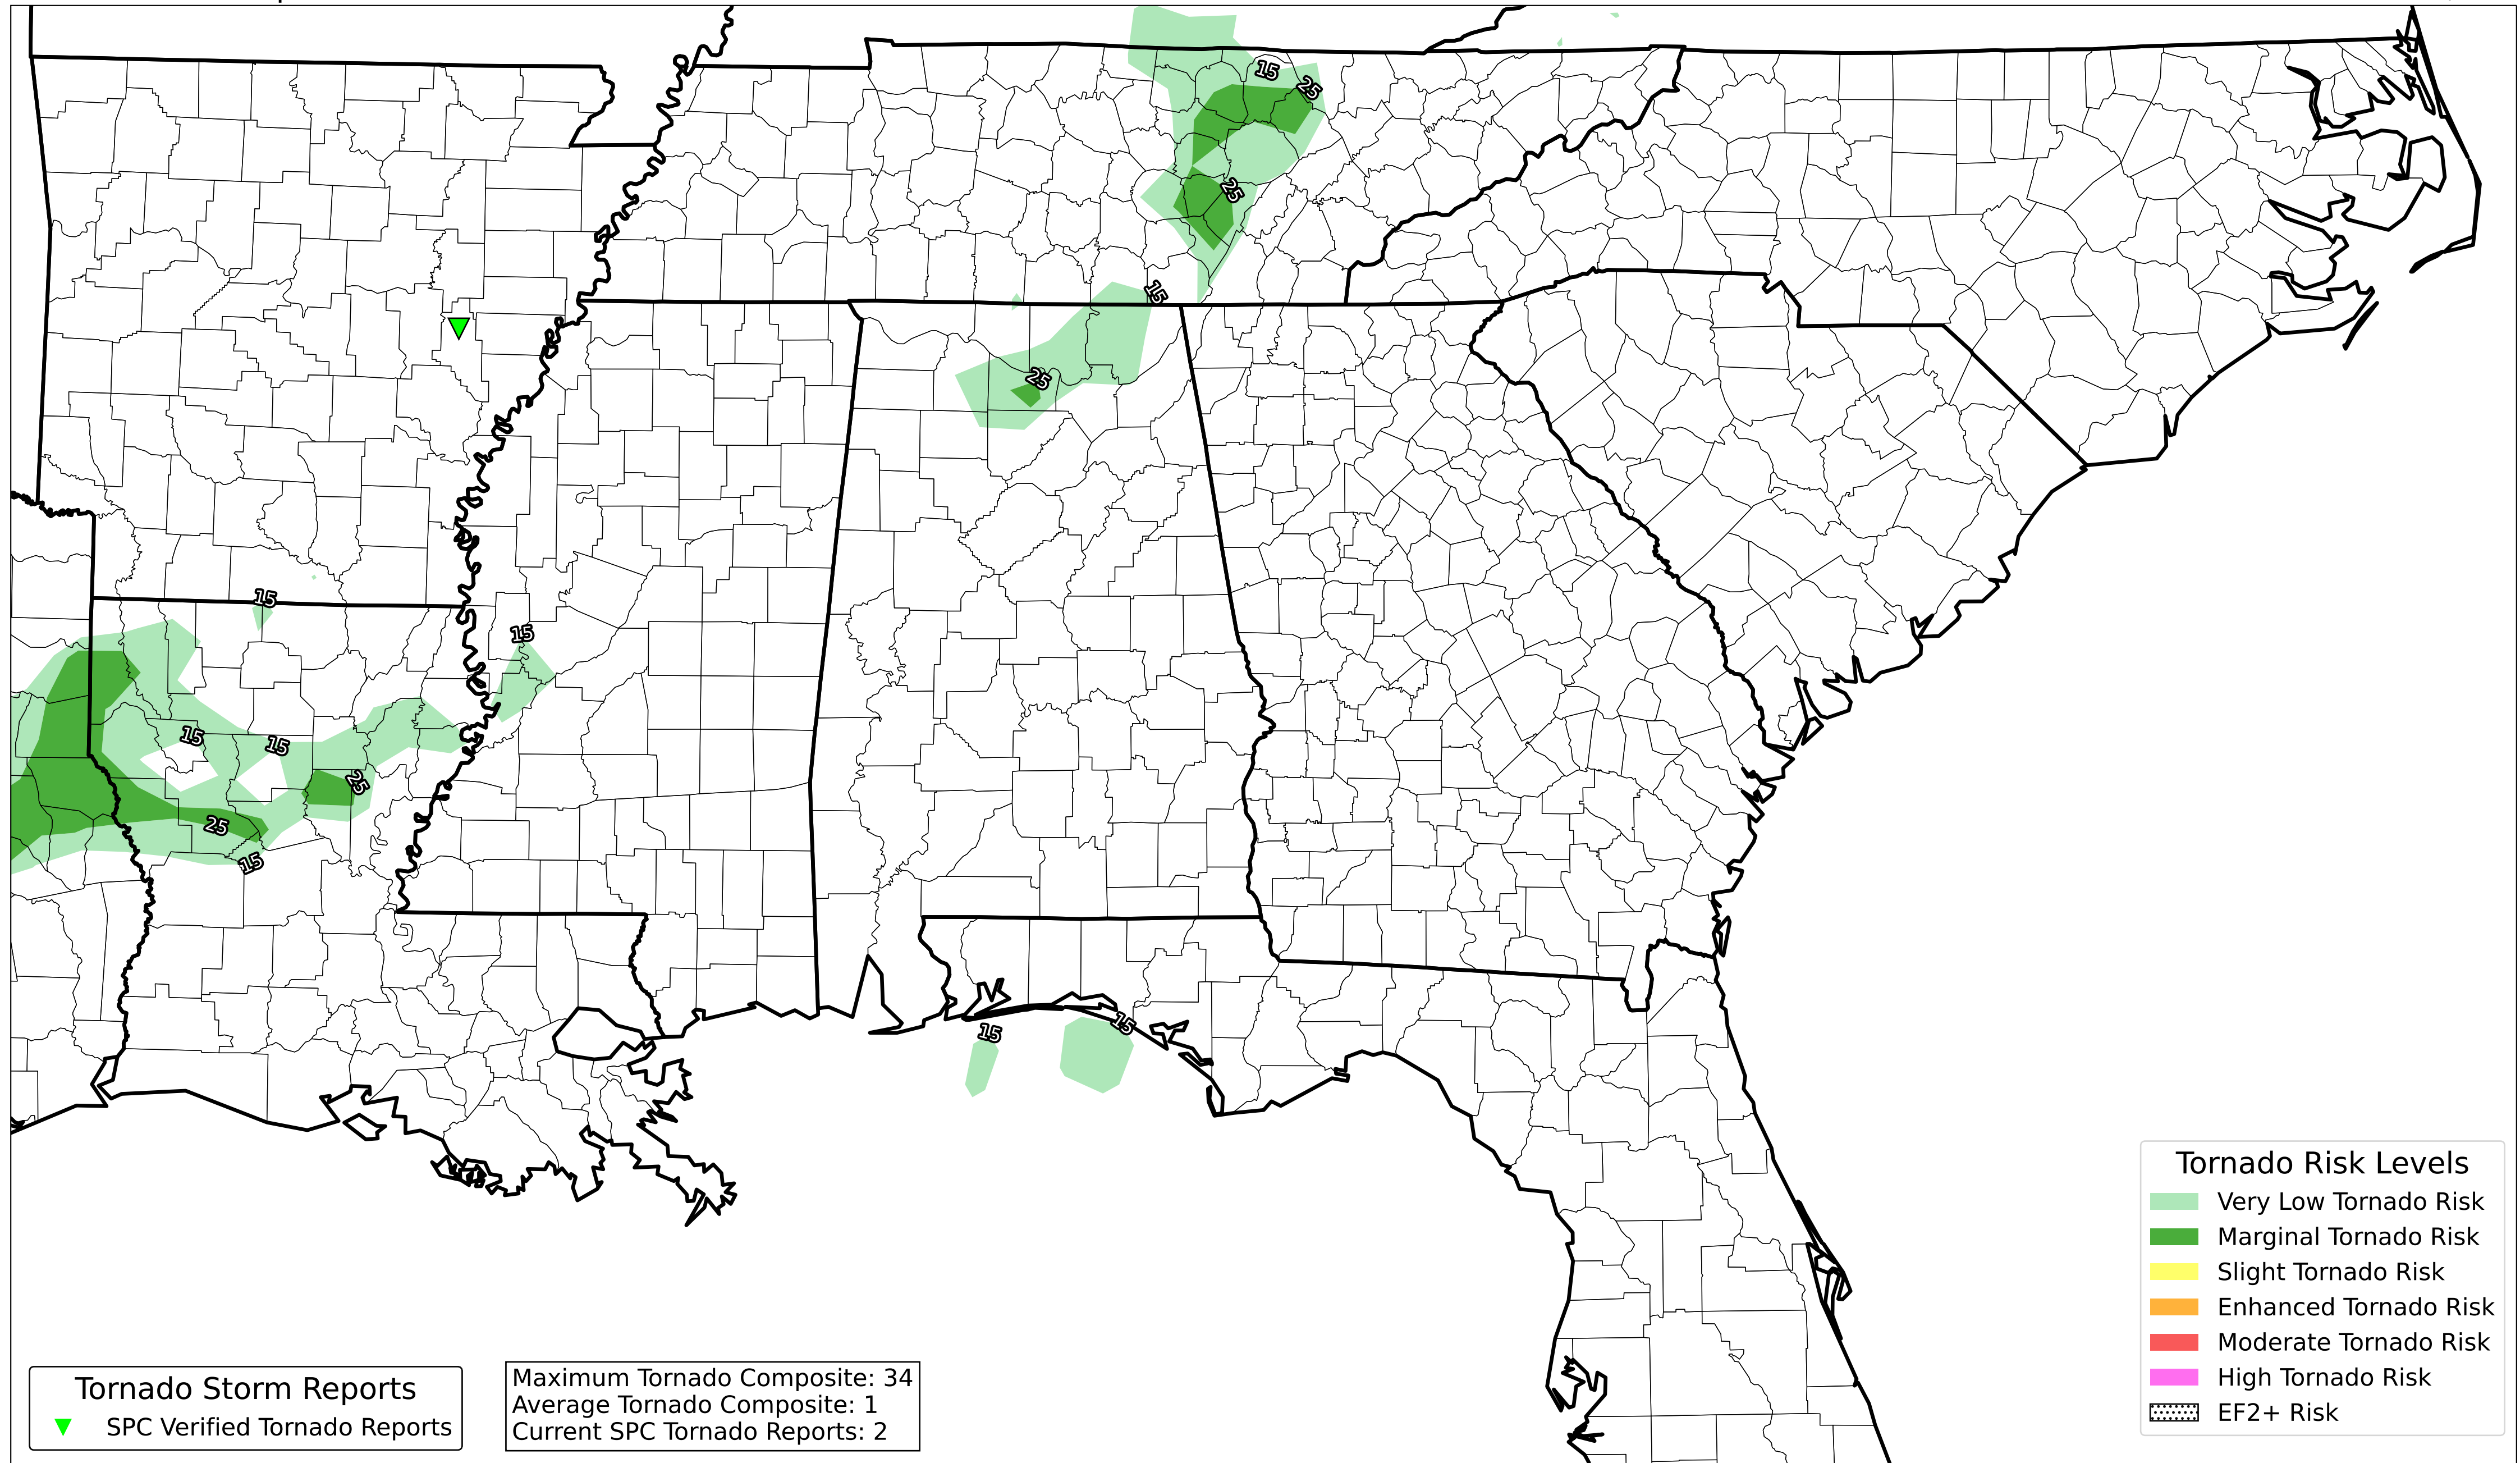 15
25
25
15
25
15
15
15
15
25
25
15
15
15
Tornado Risk Levels
Very Low Tornado Risk
Marginal Tornado Risk
Slight Tornado Risk
Enhanced Tornado Risk
Moderate Tornado Risk
High Tornado Risk
EF2+ Risk
Tornado Storm Reports
SPC Verified Tornado Reports
Maximum Tornado Composite: 34
Average Tornado Composite: 1
Current SPC Tornado Reports: 2